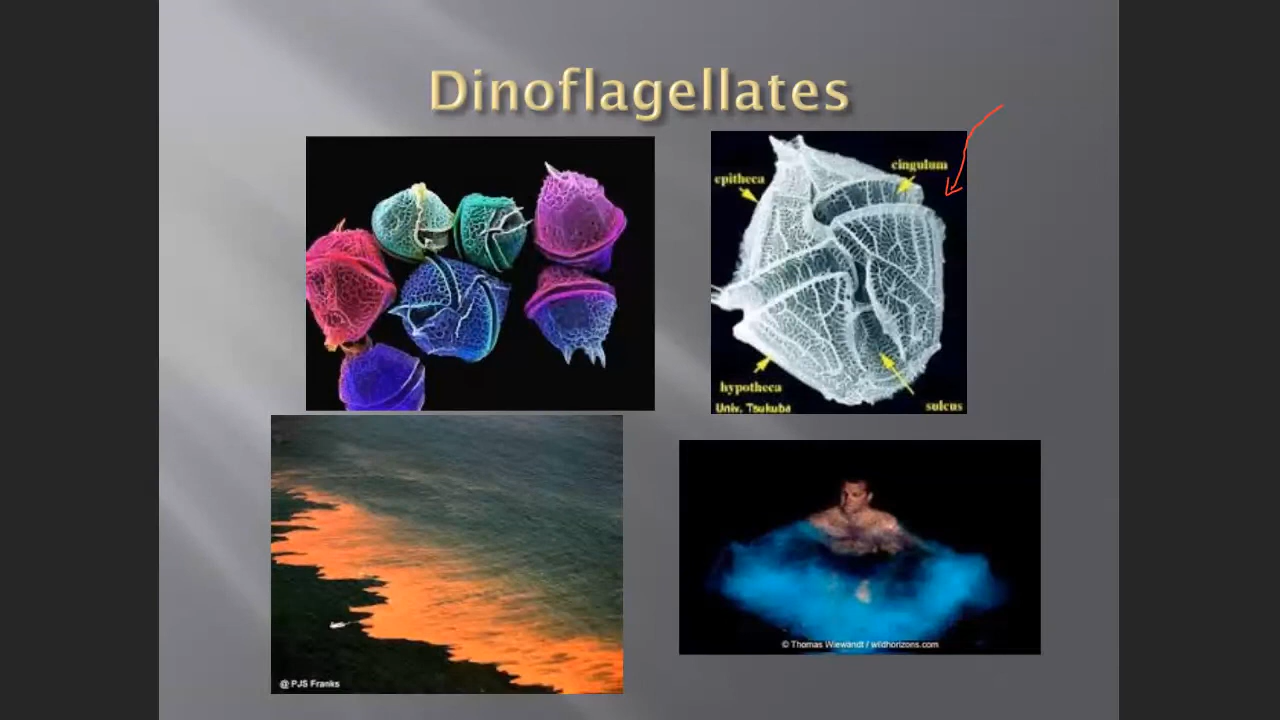 Dinoflagellates
cingulum
epitheca
hypotheca
Univ. Tsukuba
sulcus
@ PJS Franks
© Thomas Wiewandt / wildhorizons.com